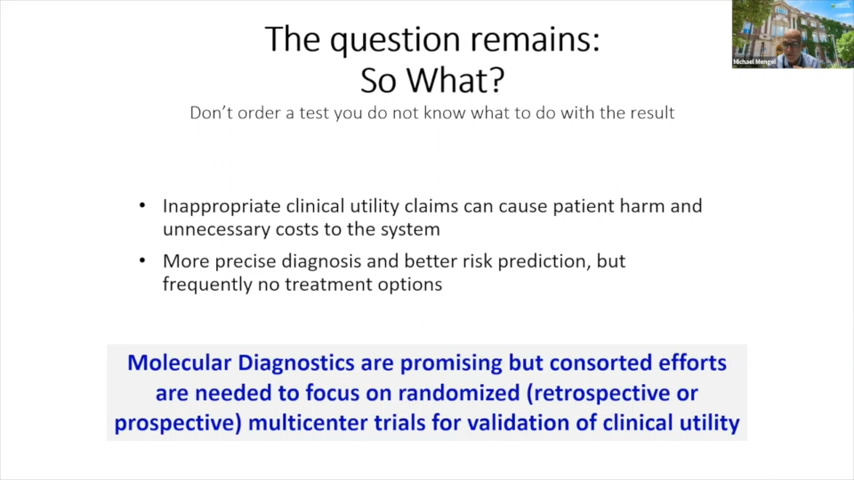 The question remains:
So What?
Don't order a test you do not know what to do with the result
Michael Mengel
• Inappropriate clinical utility claims can cause patient harm and
unnecessary costs to the system
• More precise diagnosis and better risk prediction, but
frequently no treatment options
Molecular Diagnostics are promising but consorted efforts
are needed to focus on randomized (retrospective or
prospective) multicenter trials for validation of clinical utility